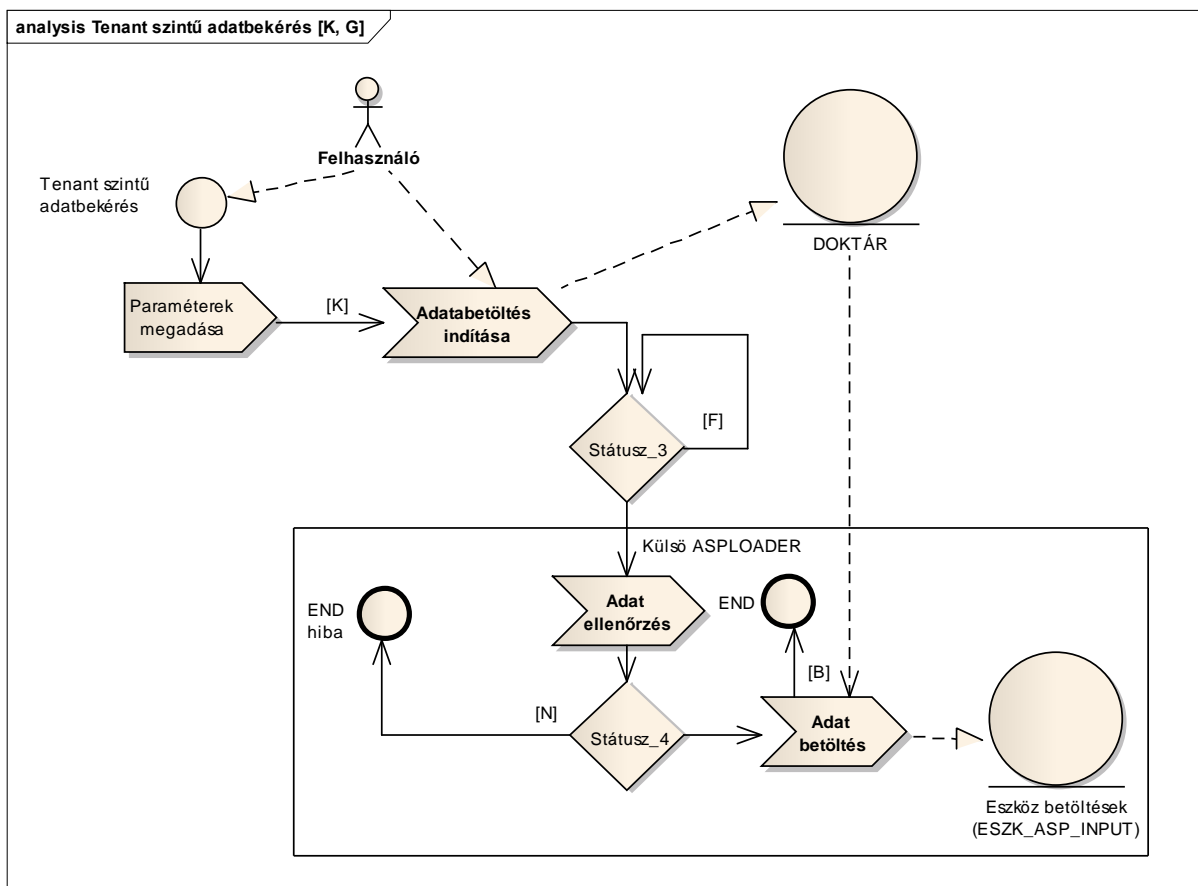 analysis Tenant szintű adatbekérés [K, G]
Felhasználó
Tenant szintű
adatbekérés
DOKTÁR
Paraméterek
megadása
[K]
Adatabetöltés
indítása
[F]
Státusz_3
Külsö ASPLOADER
Adat
ellenőrzés
END
END
hiba
[B]
[N]
Státusz_4
Adat
betöltés
Eszköz betöltések
(ESZK_ASP_INPUT)